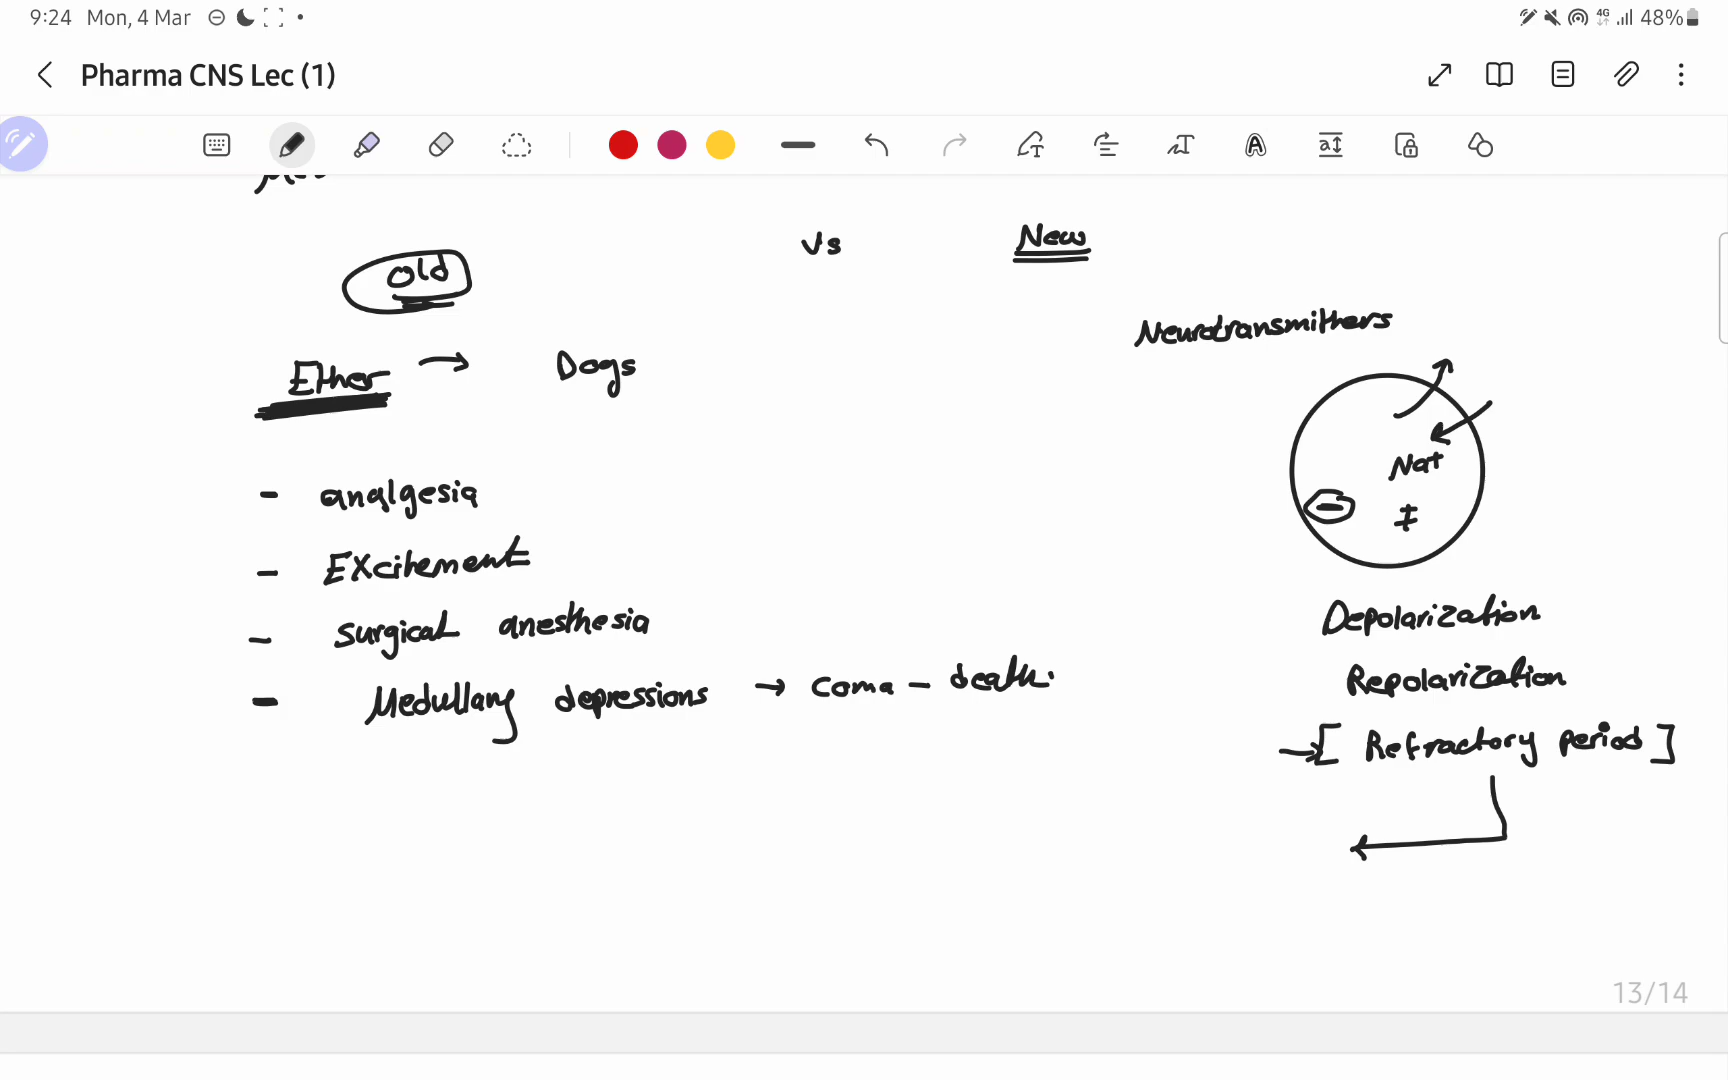 9:24 Mon, 4 Mar
4G 48%
Pharma CNS Lec (1)
old
vs
New
Ether → Dogs
- analgesia
- Excitement
- surgical anesthesia
- Medullary depressions → coma - death.
Neurotransmitters
Na+
Depolarization
Repolarization
→ [ Refractory period ]
13/14